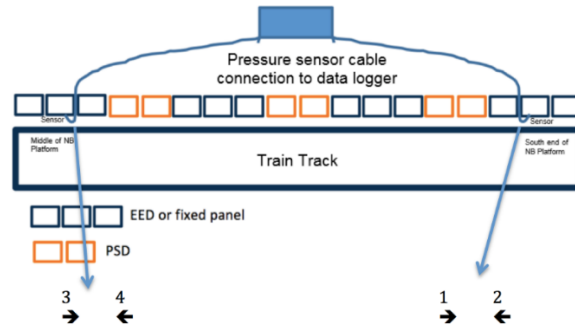 Pressure sensor cable
connection to data logger
Sensor
Sensor
Middle of NB
Platform
Train Track
South end of
NB Platform
EED or fixed panel
PSD
3 4 1 2